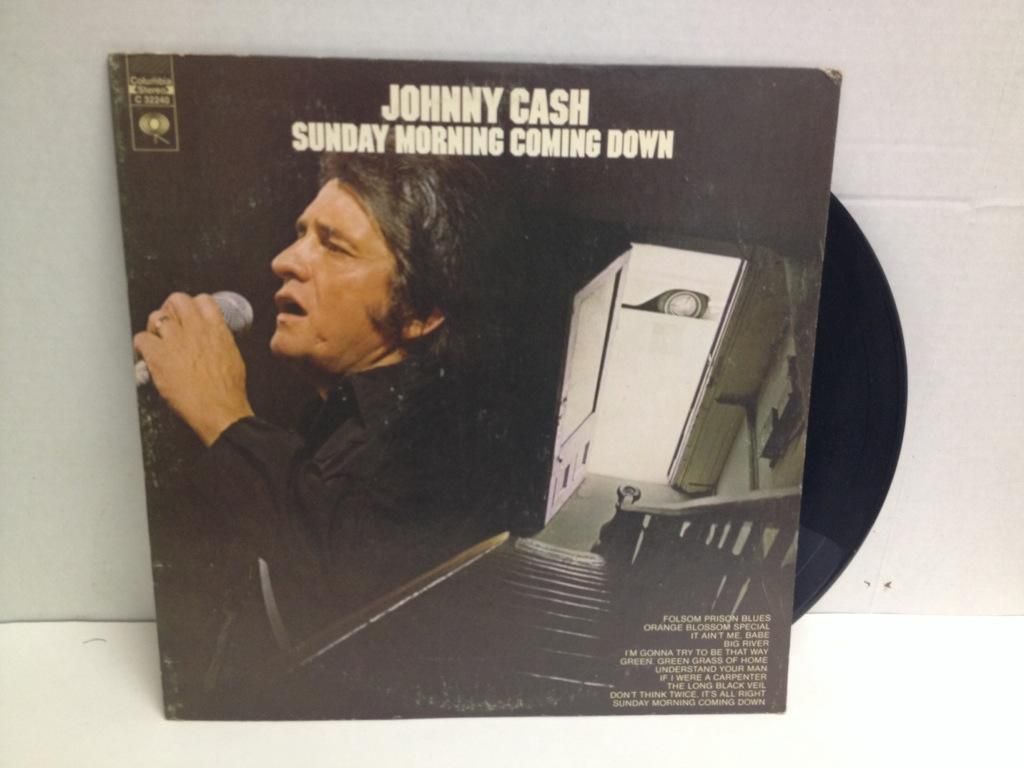 Columbia
Stereo
C 32240
JOHNNY CASH
SUNDAY MORNING COMING DOWN
FOLSOM PRISON BLUES
ORANGE BLOSSOM SPECIAL
IT AIN'T ME, BABE
BIG RIVER
I'M GONNA TRY TO BE THAT WAY
GREEN, GREEN GRASS OF HOME
UNDERSTAND YOUR MAN
IF I WERE A CARPENTER
THE LONG BLACK VEIL
DON'T THINK TWICE, IT'S ALL RIGHT
SUNDAY MORNING COMING DOWN